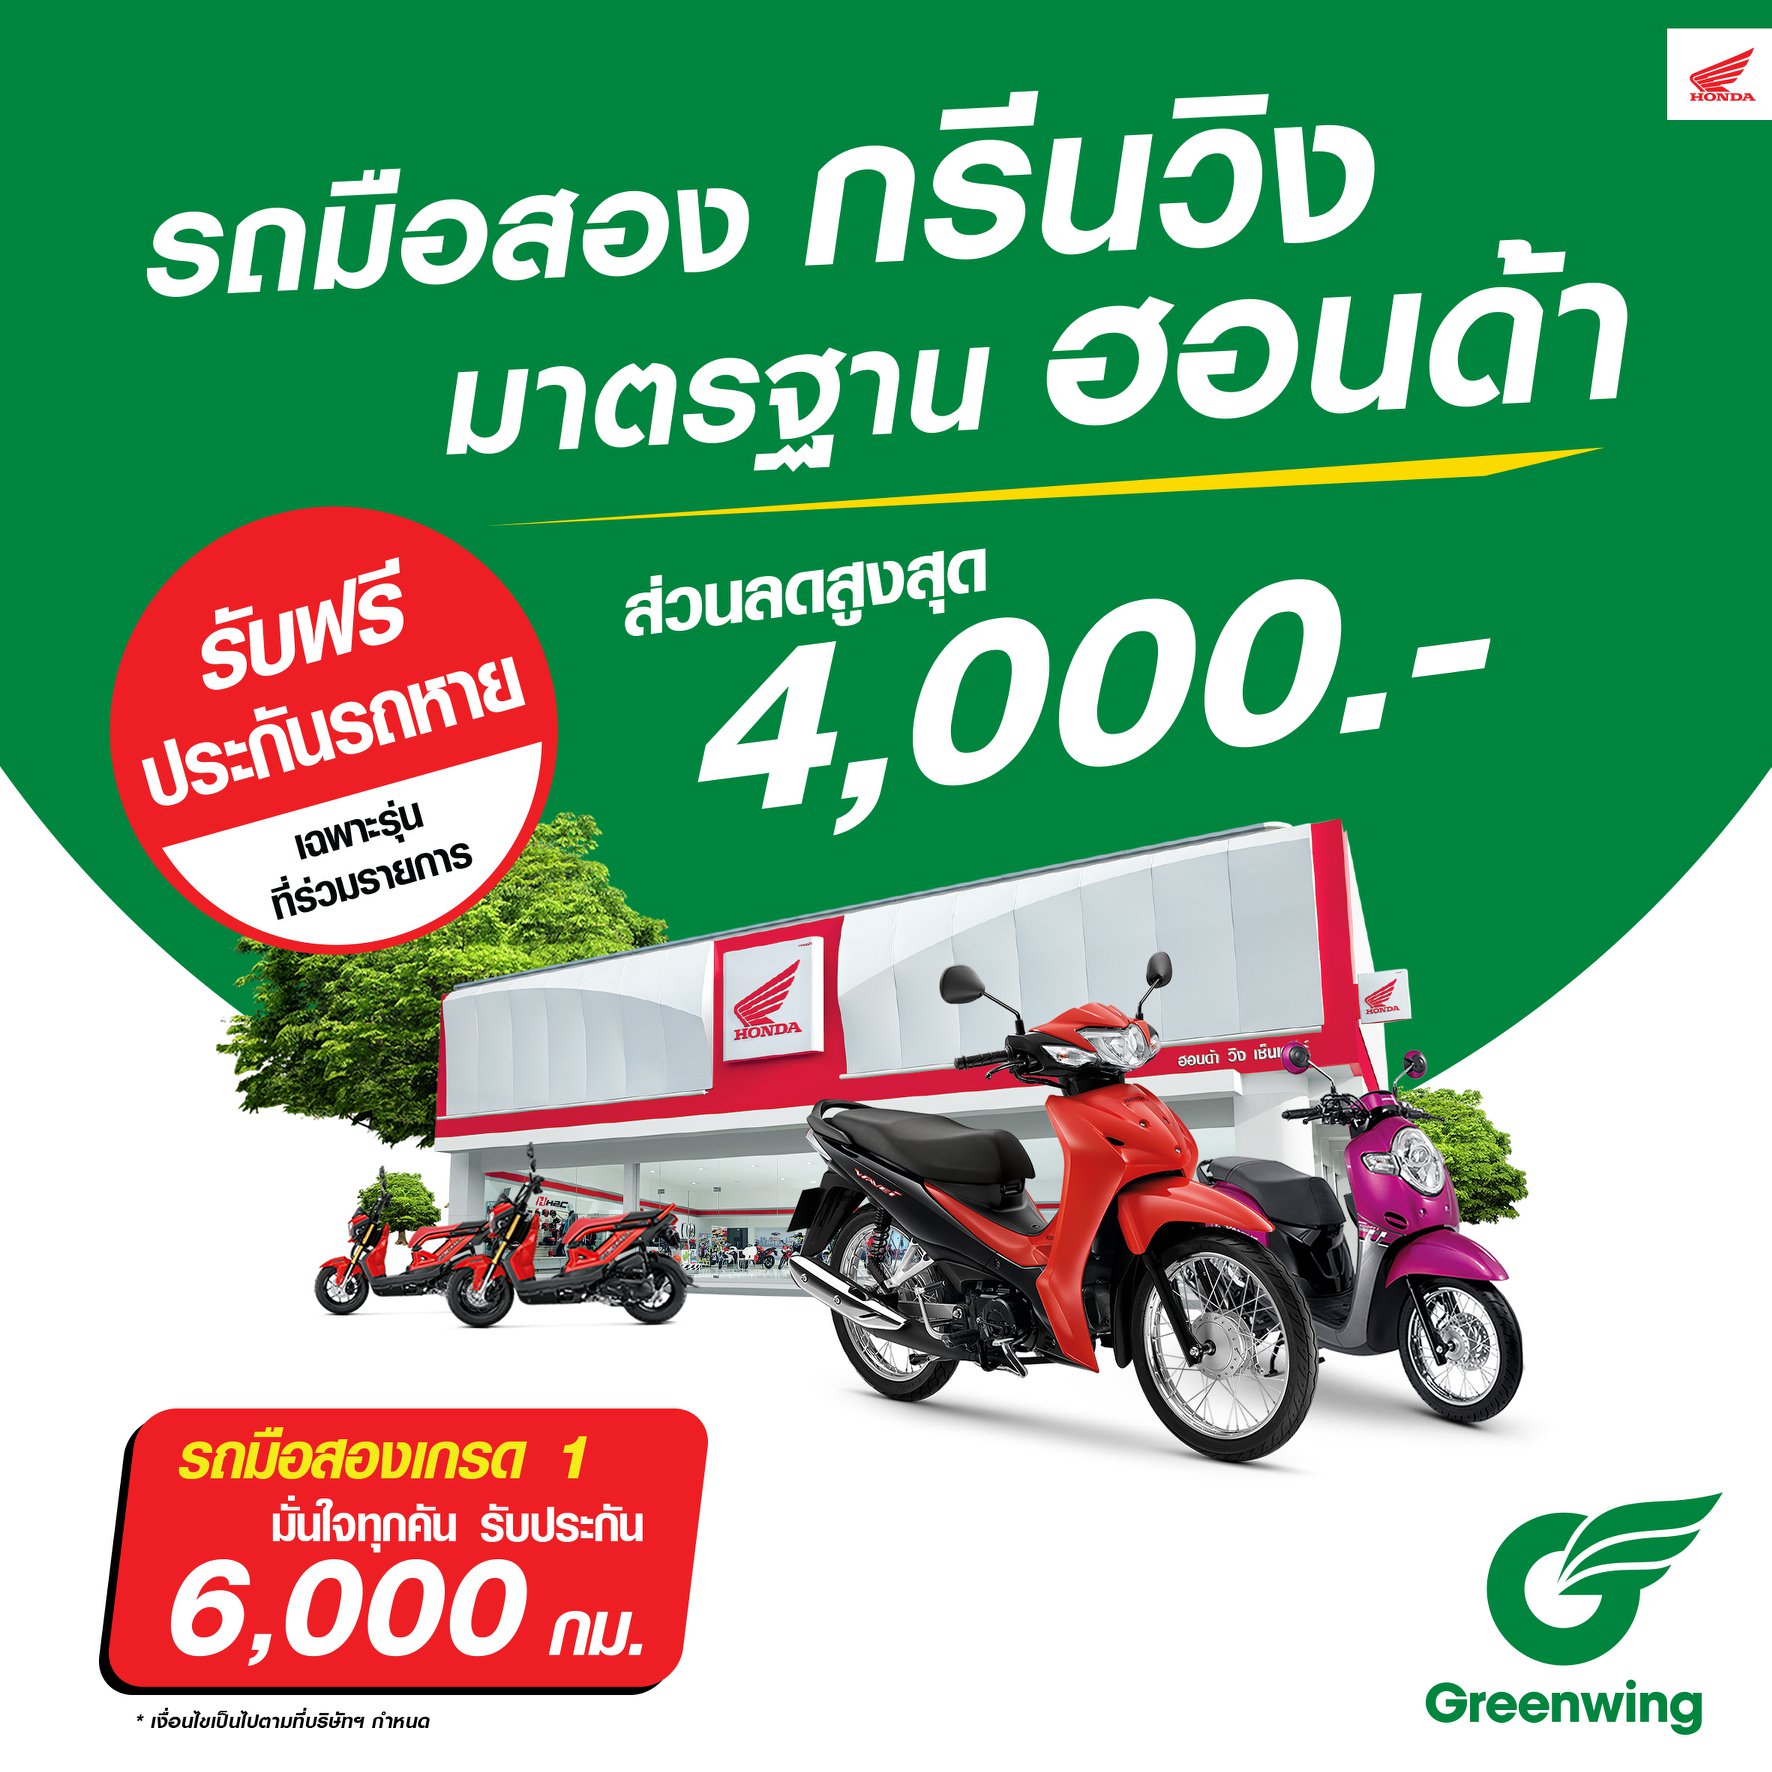 HONDA
รถมือสอง กรีนวิง
มาตรฐาน ฮอนด้า
ส่วนลดสูงสุด
4,000.-
รับฟรี
ประกันรถหาย
เฉพาะรุ่น
ที่ร่วมรายการ
HONDA
HONDA
ฮอนด้า วิง
H2C
HONDA
WAVE
รถมือสองเกรด 1
มั่นใจทุกคัน รับประกัน
6,000 กม.
* เงื่อนไขเป็นไปตามที่บริษัทฯ กำหนด
Greenwing